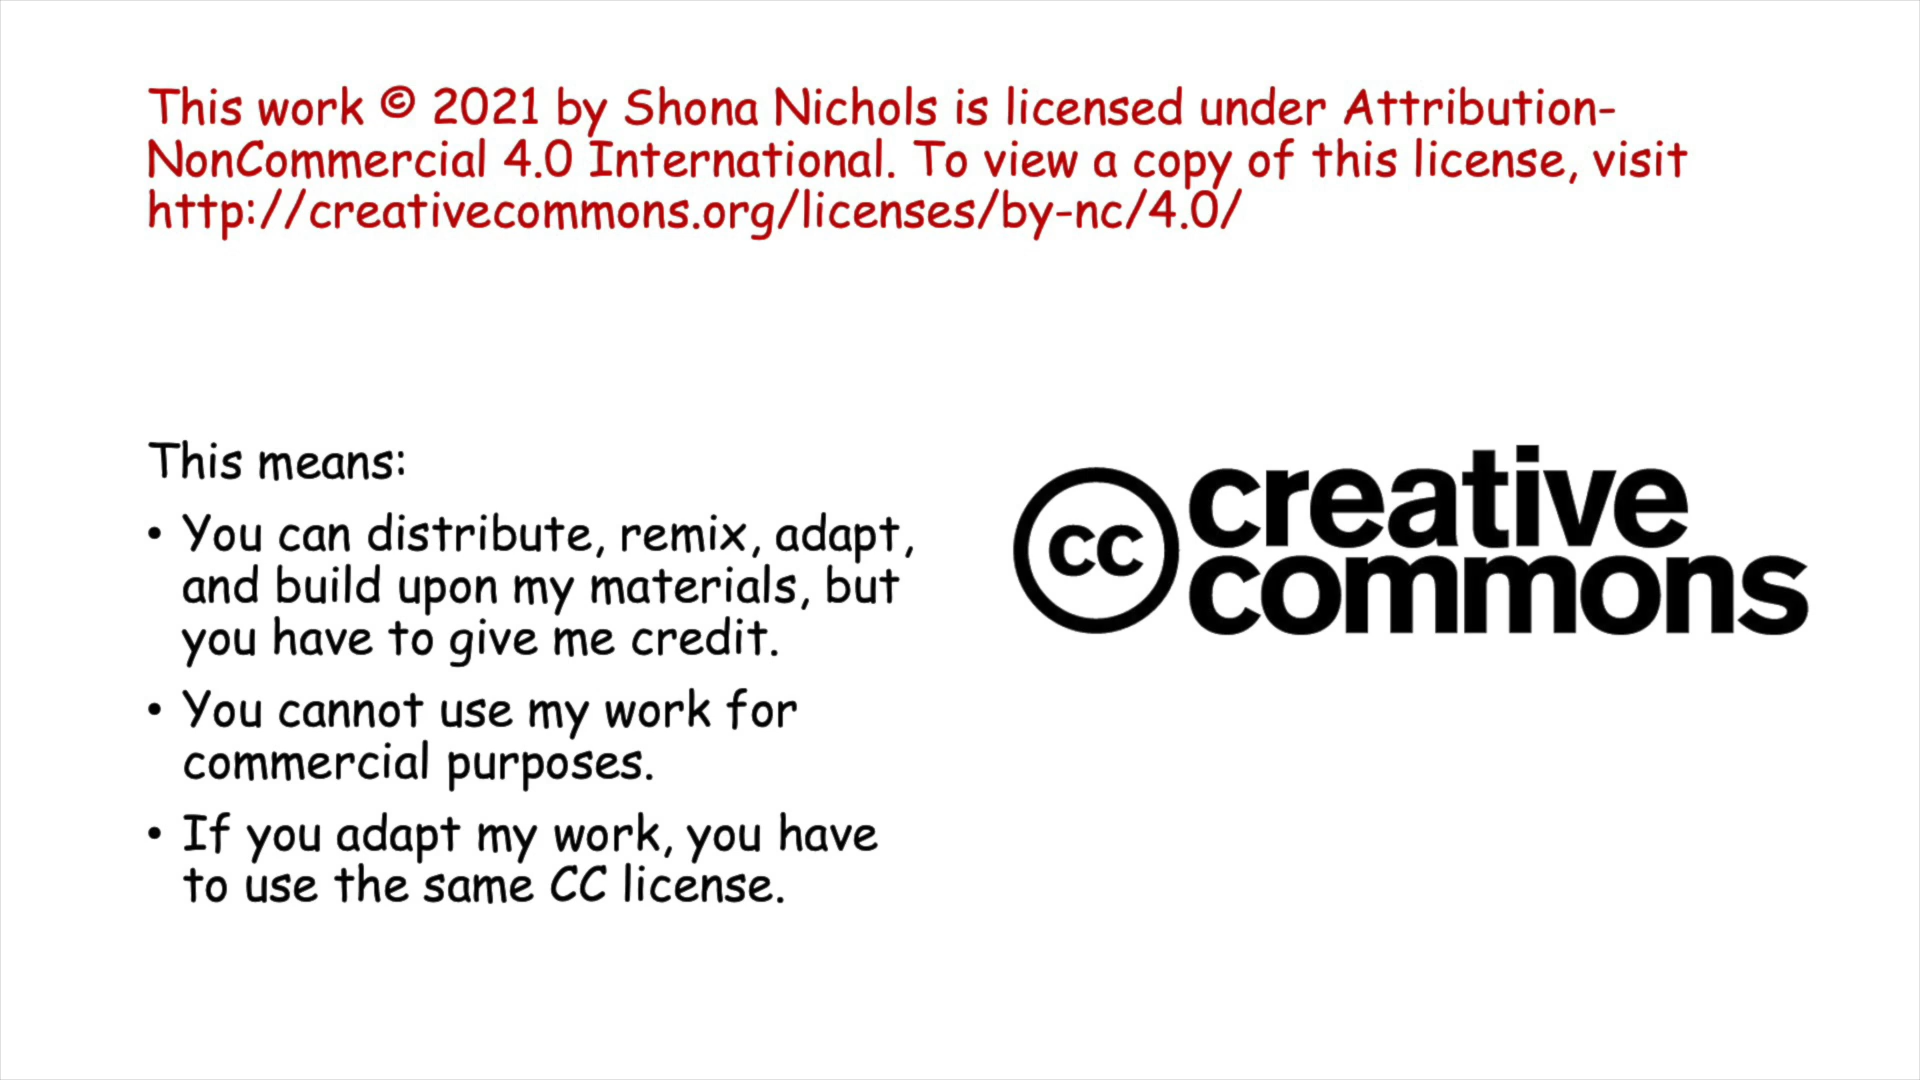 This work © 2021 by Shona Nichols is licensed under Attribution-
NonCommercial 4.0 International. To view a copy of this license, visit
http://creativecommons.org/licenses/by-nc/4.0/
This means:
• You can distribute, remix, adapt,
and build upon my materials, but
you have to give me credit.
• You cannot use my work for
commercial purposes.
• If you adapt my work, you have
to use the same CC license.
cc creative
commons